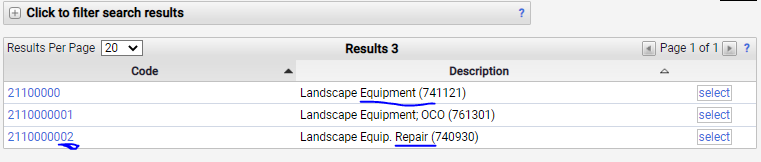 Click to filter search results ?
Results Per Page 20 Results 3 Page 1 of 1 ?
Code Description
21100000 Landscape Equipment (741121) select
2110000001 Landscape Equipment; OCO (761301) select
2110000002 Landscape Equip. Repair (740930) select